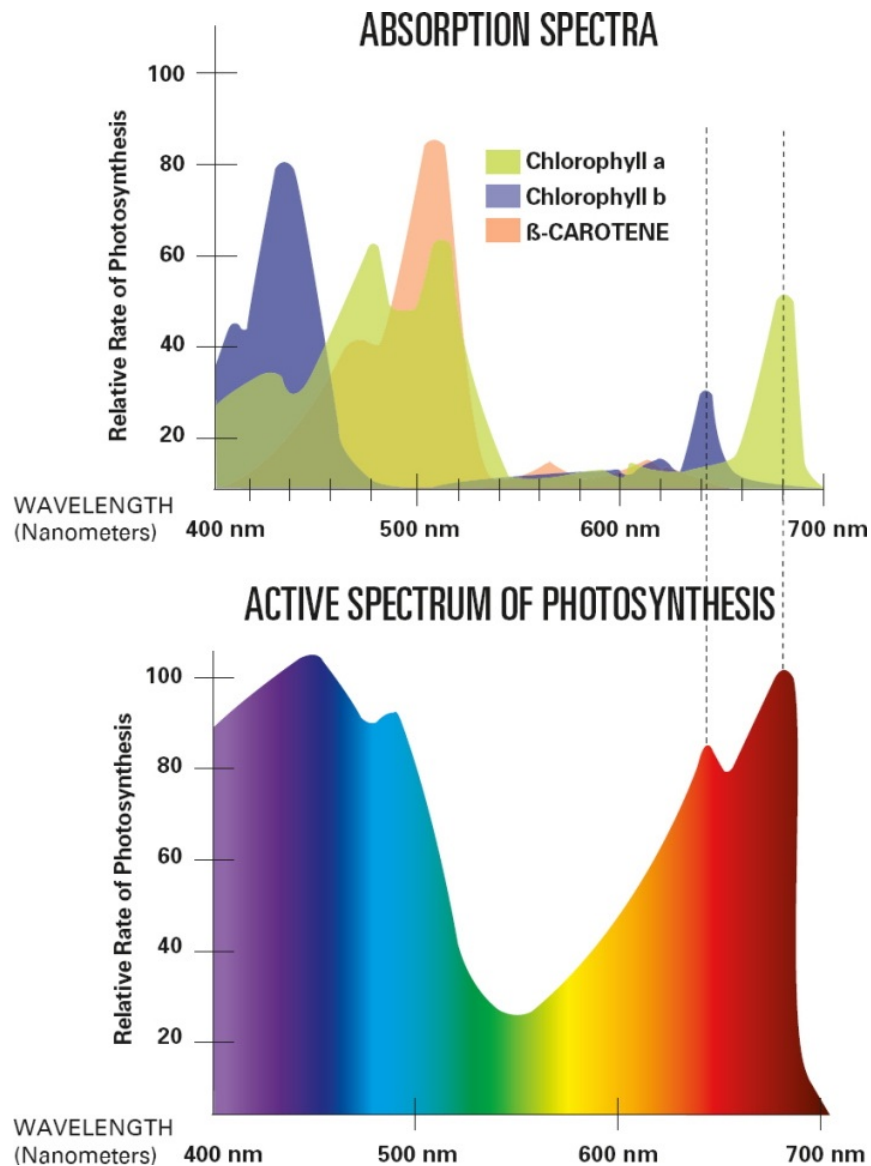 ABSORPTION SPECTRA
Relative Rate of Photosynthesis
100
80
60
40
20
Chlorophyll a
Chlorophyll b
ß-CAROTENE
WAVELENGTH
(Nanometers)
400 nm
500 nm
600 nm
700 nm
ACTIVE SPECTRUM OF PHOTOSYNTHESIS
Relative Rate of Photosynthesis
100
80
60
40
20
WAVELENGTH
(Nanometers)
400 nm
500 nm
600 nm
700 nm